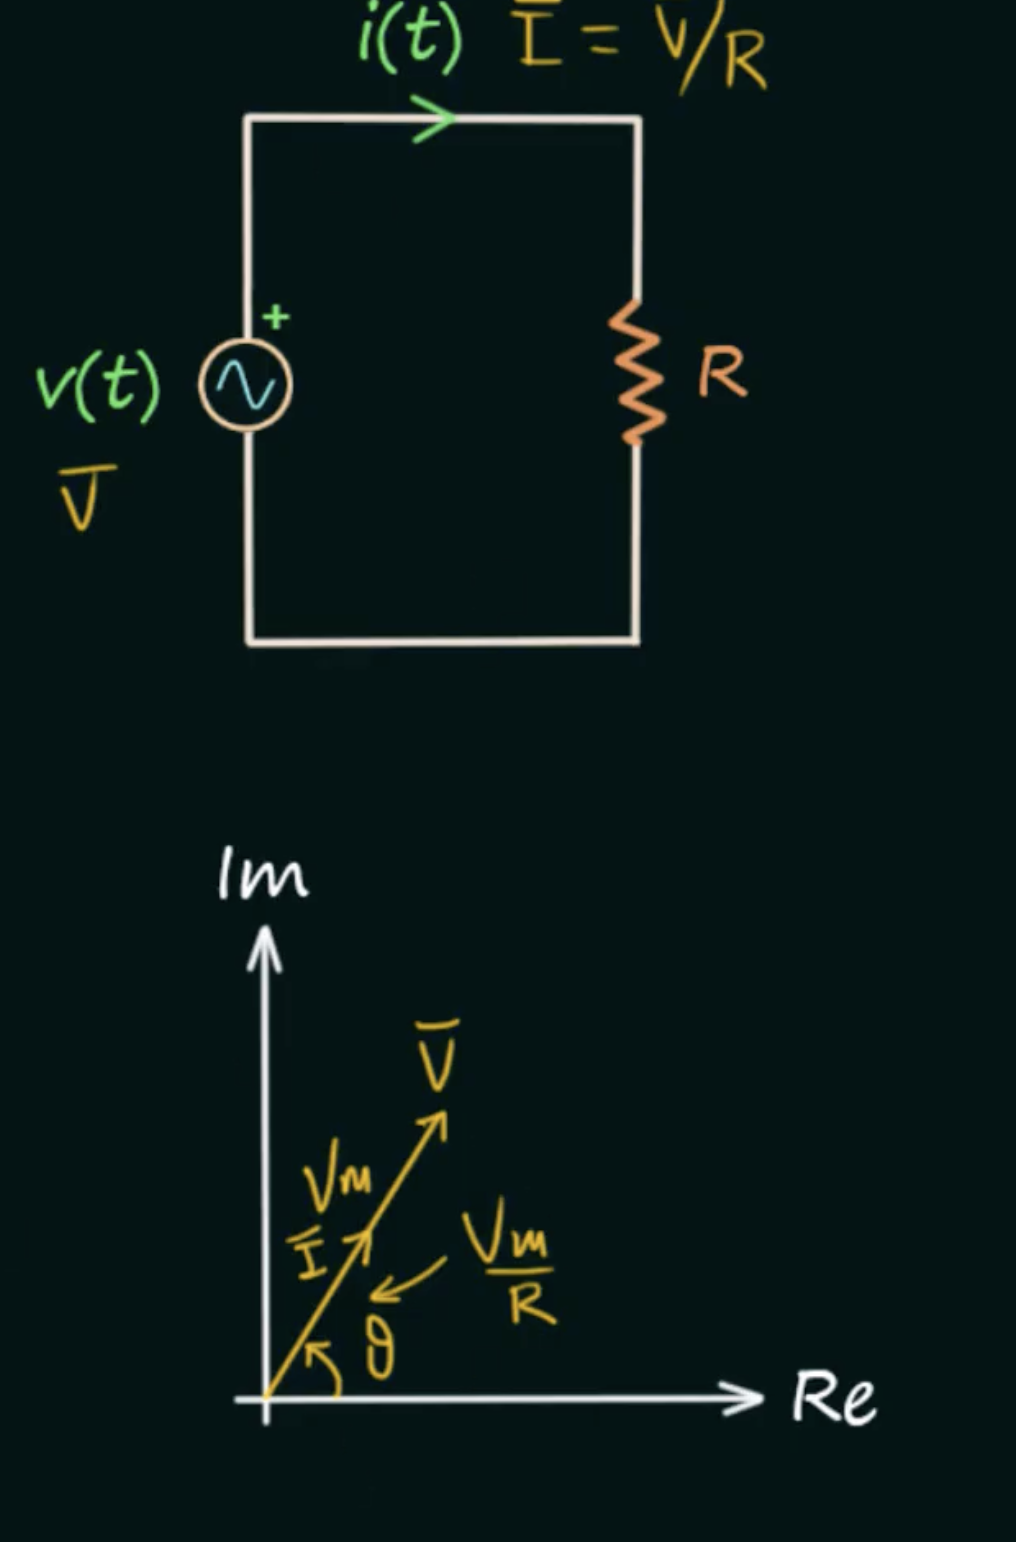 i(t) I̅ = V̅/R
+
v(t)
V̅
R
Im
V̅
Vm
I̅
Vm/R
θ
Re